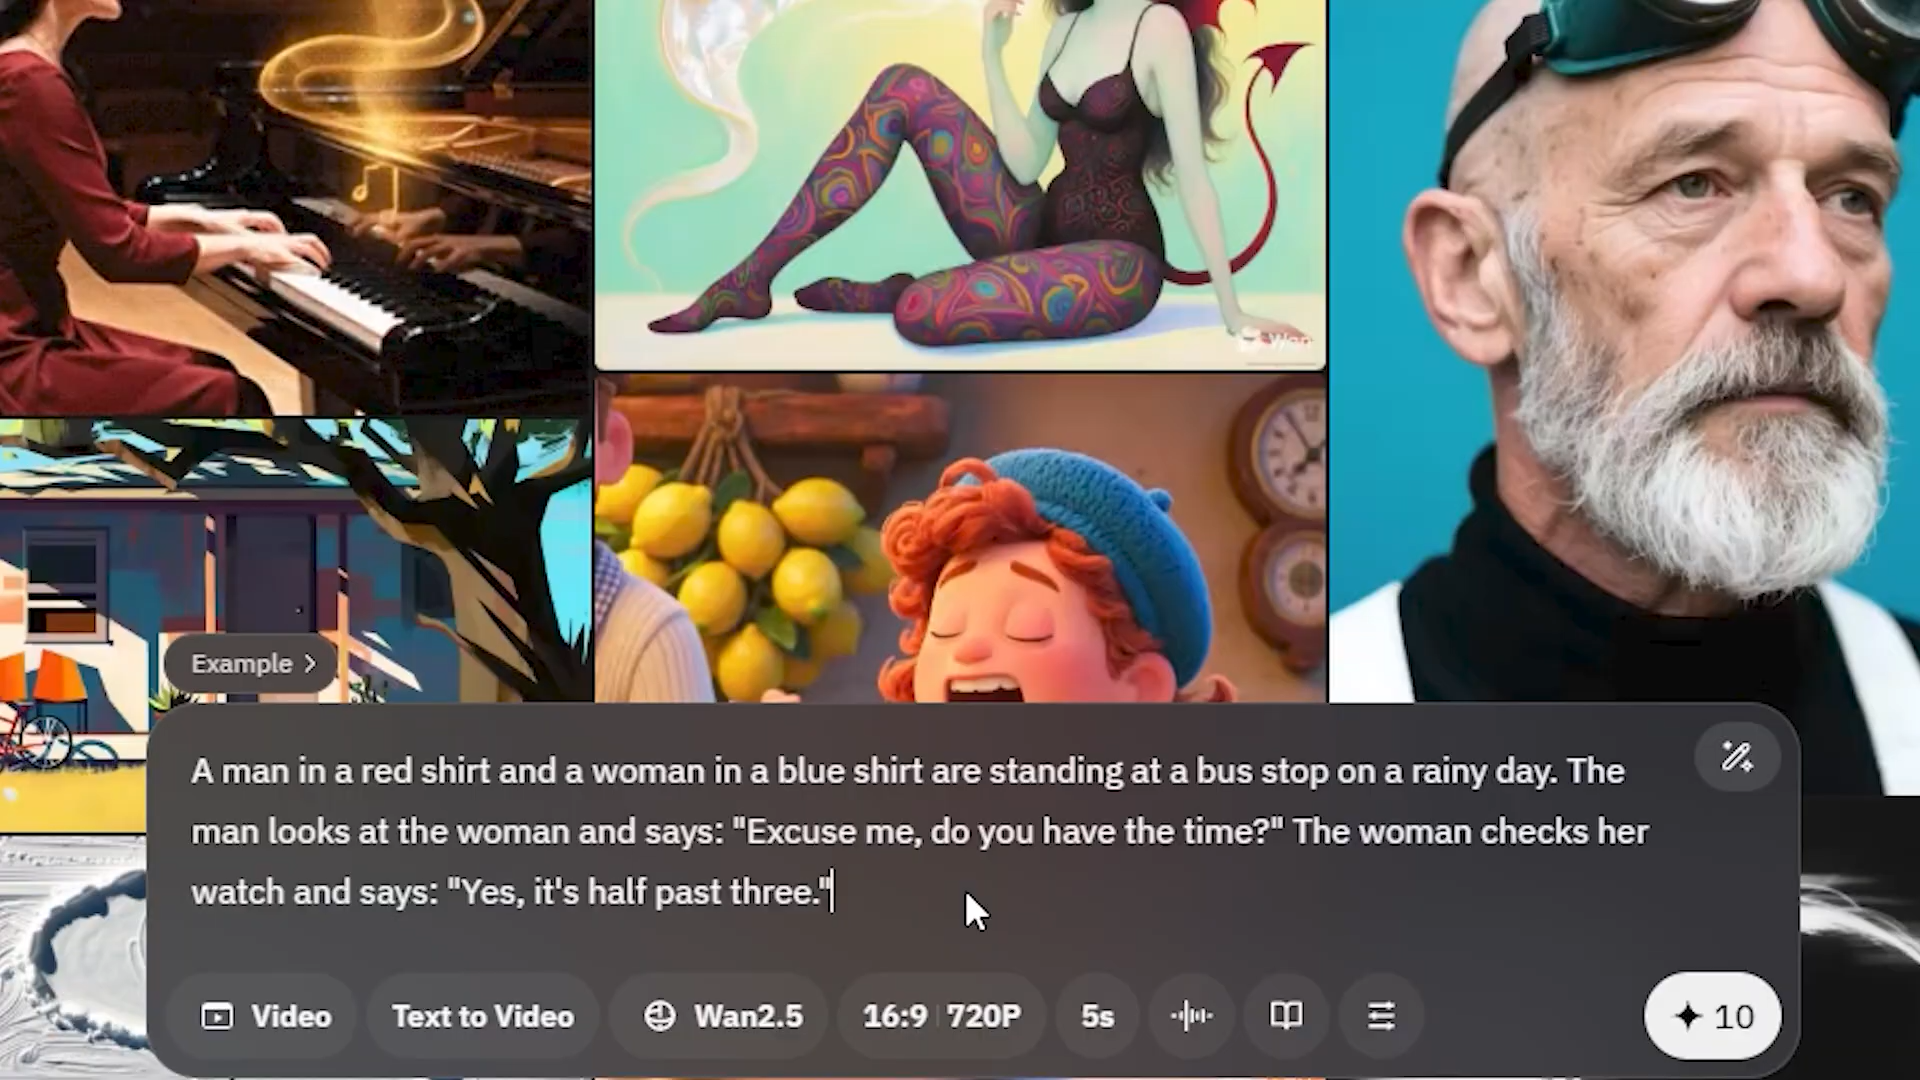 Wan
Example
A man in a red shirt and a woman in a blue shirt are standing at a bus stop on a rainy day. The
man looks at the woman and says: "Excuse me, do you have the time?" The woman checks her
watch and says: "Yes, it's half past three."
Video
Text to Video
Wan2.5
16:9 720P
5s
10